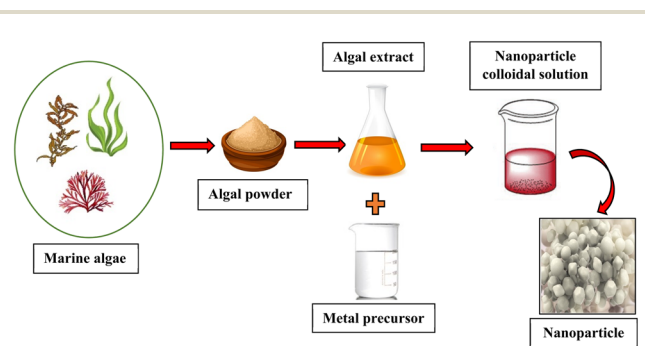 Marine algae
Algal powder
Algal extract
Metal precursor
Nanoparticle
colloidal solution
Nanoparticle